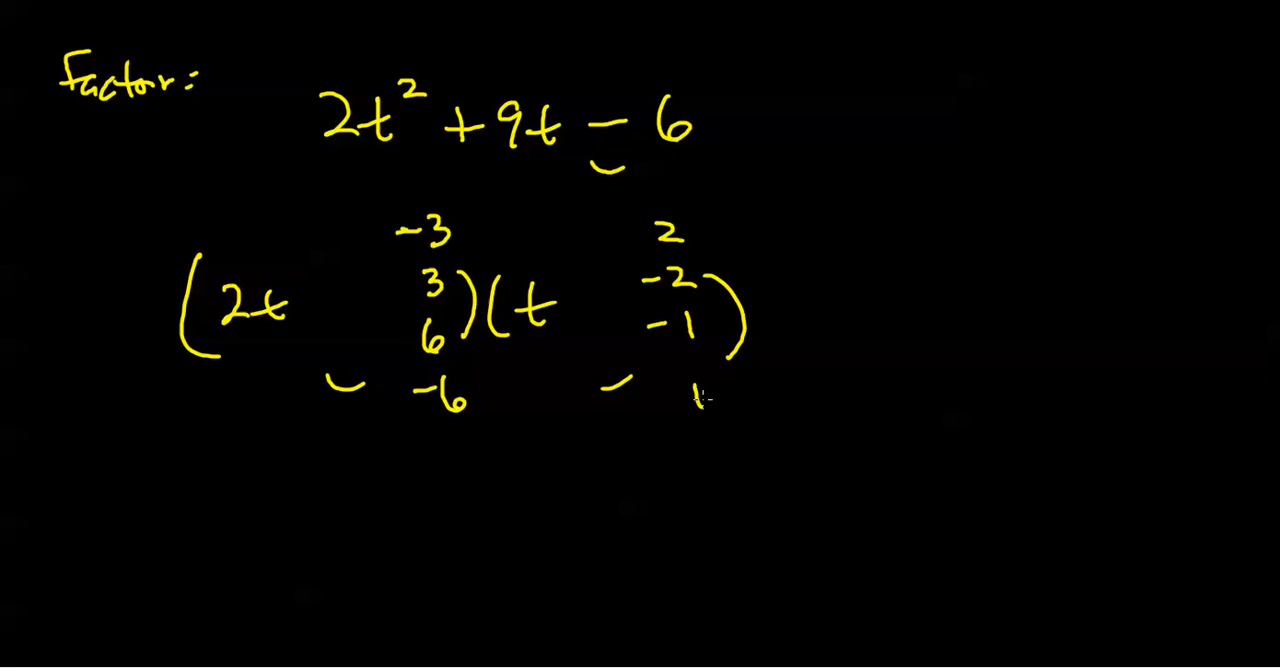 Factor:
2t² + 9t - 6
-3 2
(2t 3)(t -2)
6 -1
-6 1